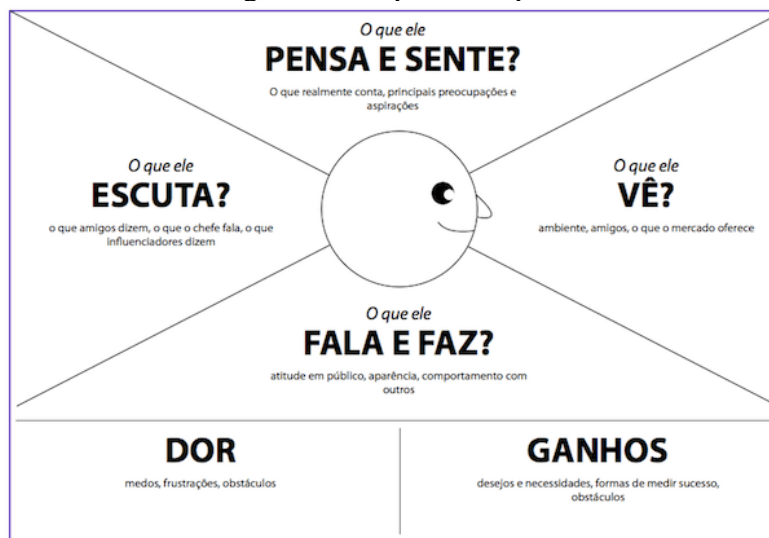 O que ele
PENSA E SENTE?
O que realmente conta, principais preocupações e
aspirações
O que ele
ESCUTA?
o que amigos dizem, o que o chefe fala, o que
influenciadores dizem
O que ele
VÊ?
ambiente, amigos, o que o mercado oferece
O que ele
FALA E FAZ?
atitude em público, aparência, comportamento com
outros
DOR
medos, frustrações, obstáculos
GANHOS
desejos e necessidades, formas de medir sucesso,
obstáculos